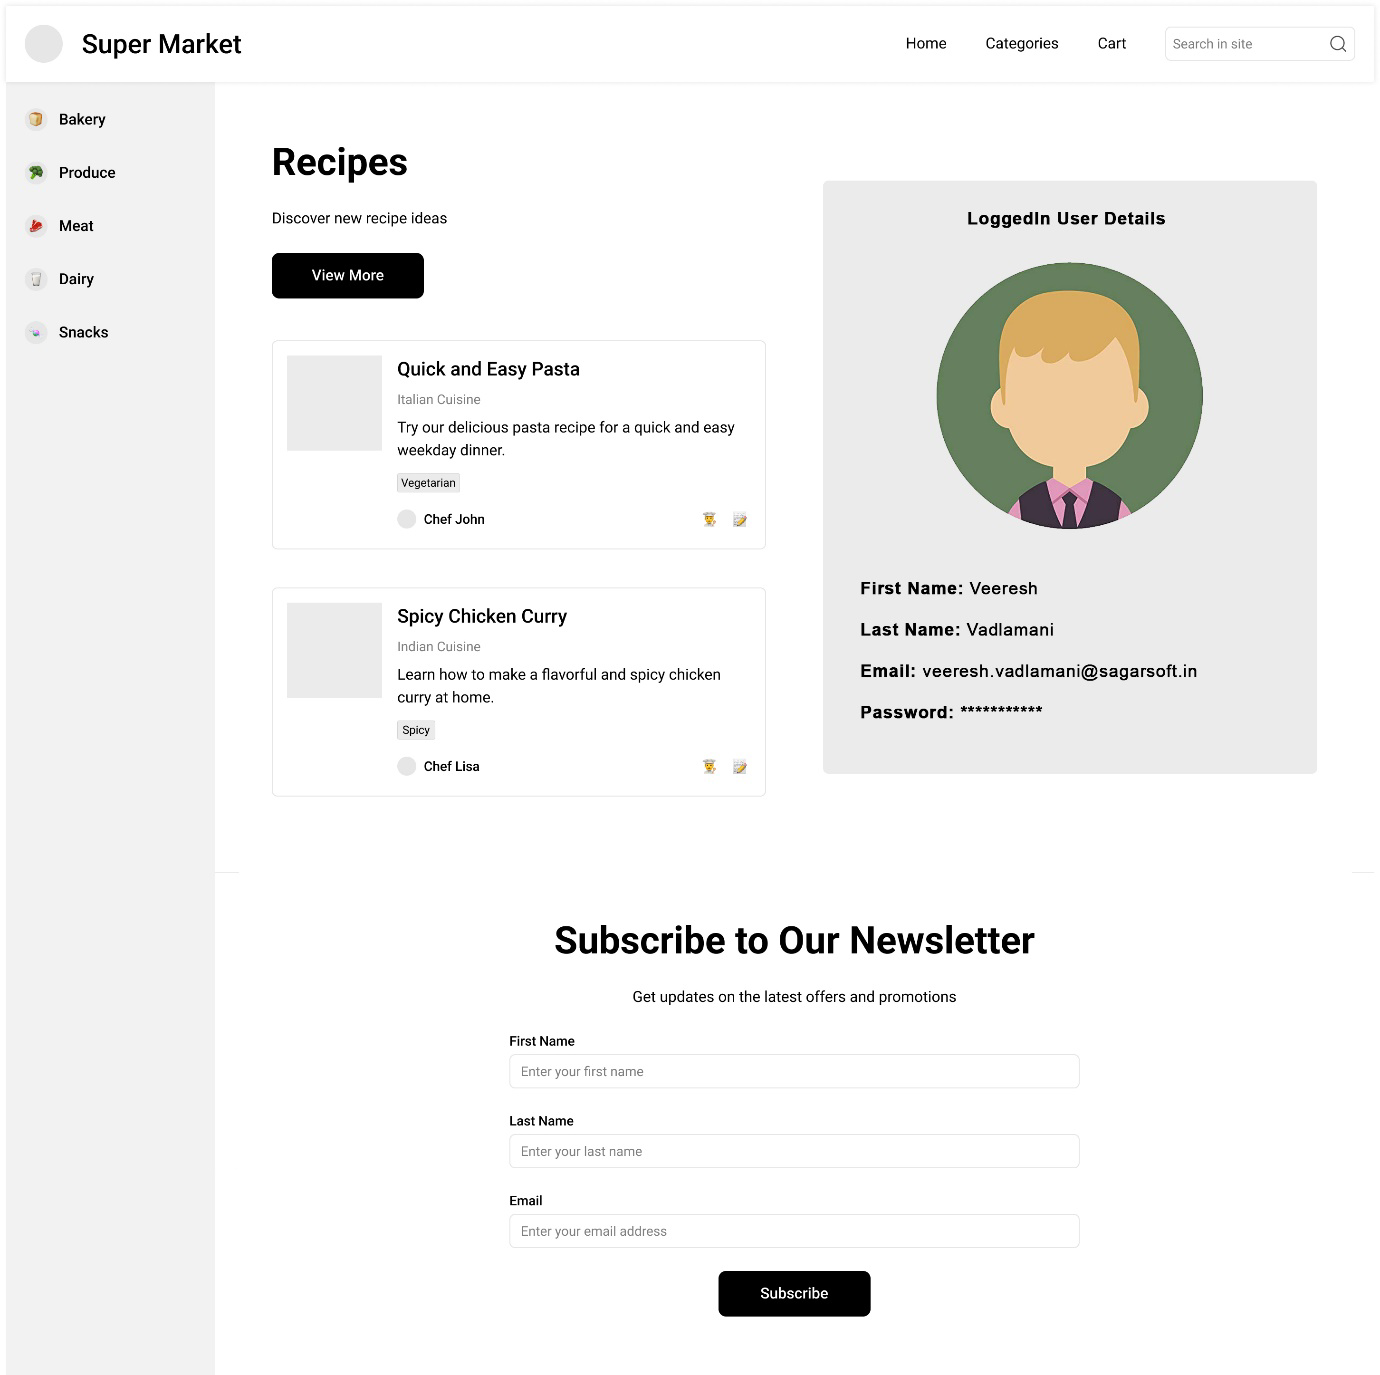 Super Market
Home
Categories
Cart
Search in site
Bakery
Produce
Meat
Dairy
Snacks
Recipes
Discover new recipe ideas
View More
Quick and Easy Pasta
Italian Cuisine
Try our delicious pasta recipe for a quick and easy
weekday dinner.
Vegetarian
Chef John
Spicy Chicken Curry
Indian Cuisine
Learn how to make a flavorful and spicy chicken
curry at home.
Spicy
Chef Lisa
LoggedIn User Details
First Name: Veeresh
Last Name: Vadlamani
Email: veeresh.vadlamani@sagarsoft.in
Password: ***********
Subscribe to Our Newsletter
Get updates on the latest offers and promotions
First Name
Enter your first name
Last Name
Enter your last name
Email
Enter your email address
Subscribe